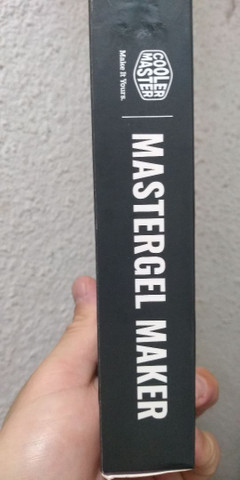 COOLER
MASTER
Make It Yours.
MASTERGEL MAKER